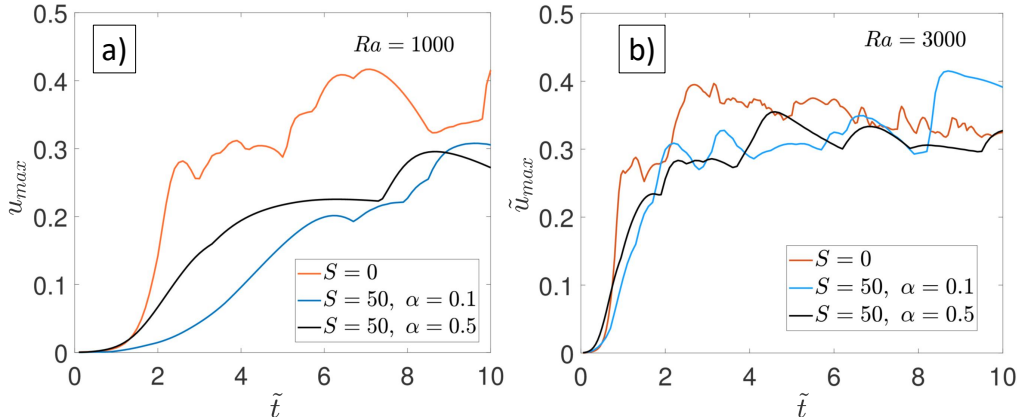 a)
Ra = 1000
0.5
0.4
0.3
0.2
0.1
0
u_max
S = 0
S = 50, α = 0.1
S = 50, α = 0.5
0 2 4 6 8 10
t̃
b)
Ra = 3000
0.5
0.4
0.3
0.2
0.1
0
ũ_max
S = 0
S = 50, α = 0.1
S = 50, α = 0.5
0 2 4 6 8 10
t̃